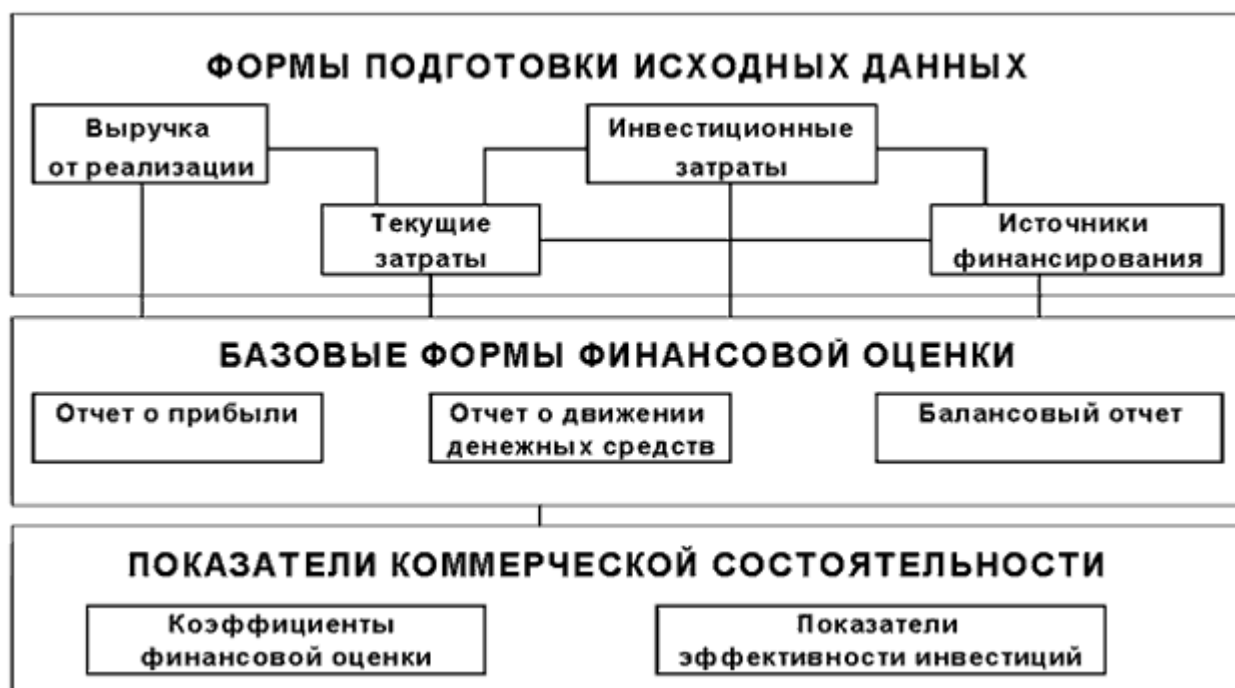 ФОРМЫ ПОДГОТОВКИ ИСХОДНЫХ ДАННЫХ
Выручка
от реализации
Инвестиционные
затраты
Текущие
затраты
Источники
финансирования
БАЗОВЫЕ ФОРМЫ ФИНАНСОВОЙ ОЦЕНКИ
Отчет о прибыли
Отчет о движении
денежных средств
Балансовый отчет
ПОКАЗАТЕЛИ КОММЕРЧЕСКОЙ СОСТОЯТЕЛЬНОСТИ
Коэффициенты
финансовой оценки
Показатели
эффективности инвестиций